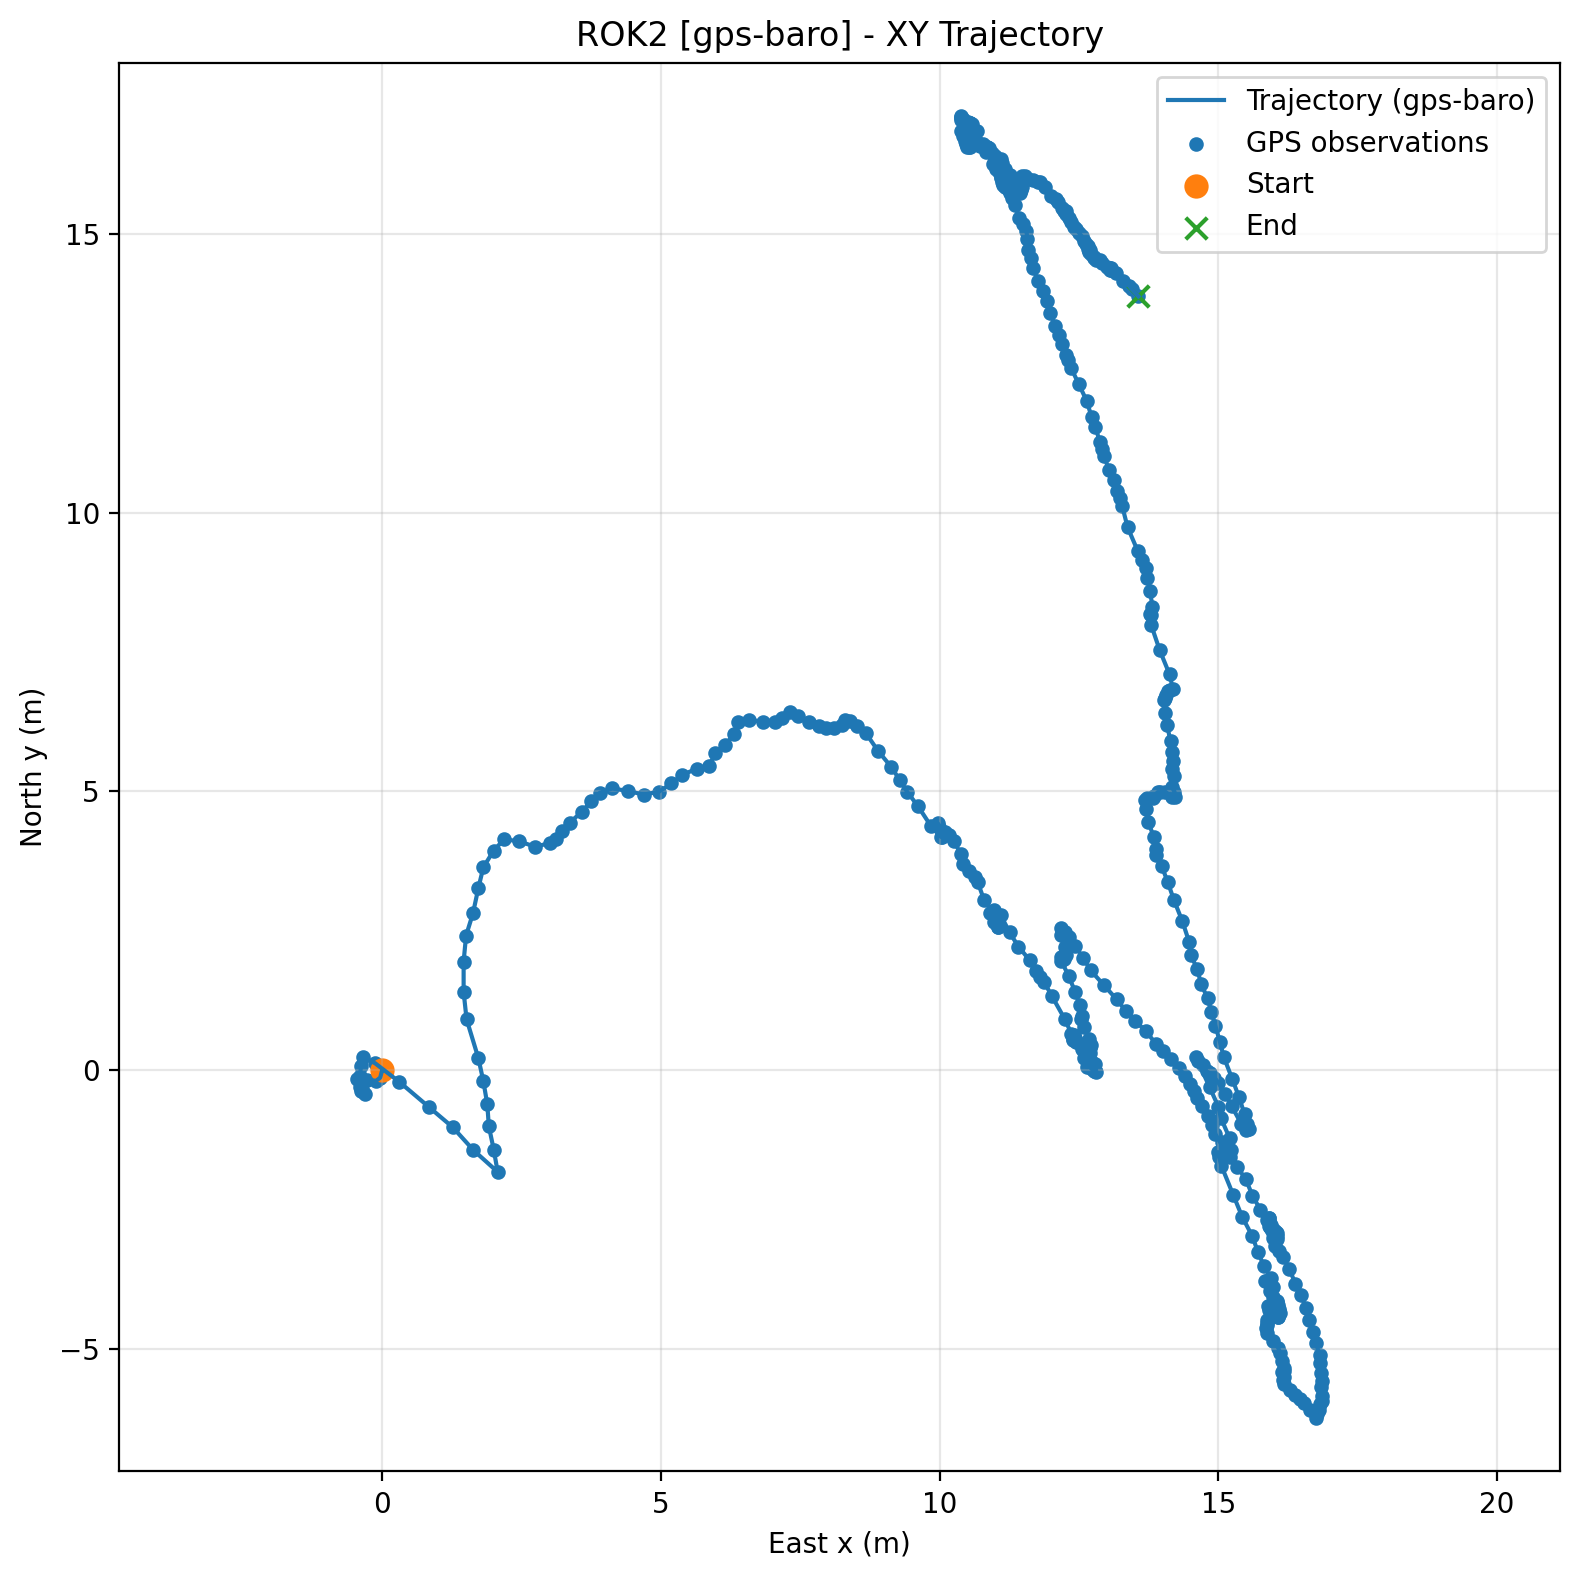 ROK2 [gps-baro] - XY Trajectory
Trajectory (gps-baro)
GPS observations
Start
End
15
10
5
0
−5
North y (m)
0
5
10
15
20
East x (m)